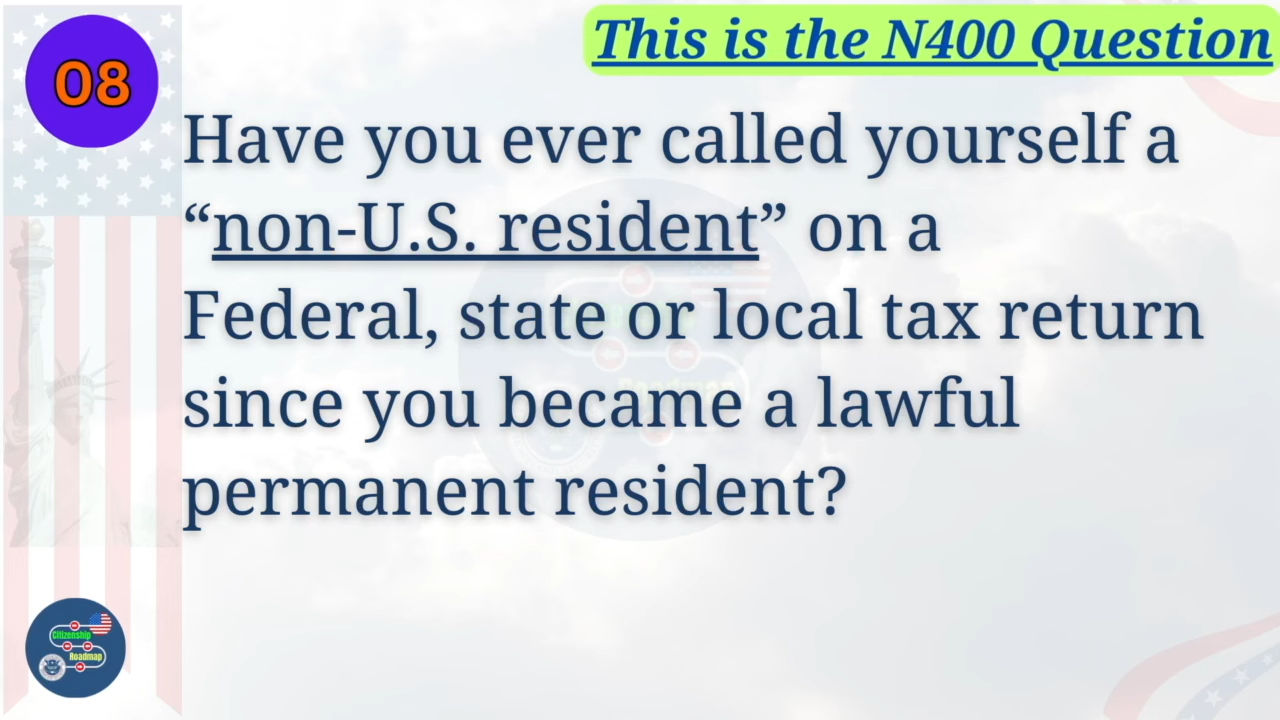 08
This is the N400 Question
Have you ever called yourself a
“non-U.S. resident” on a
Federal, state or local tax return
since you became a lawful
permanent resident?
Citizenship
Roadmap